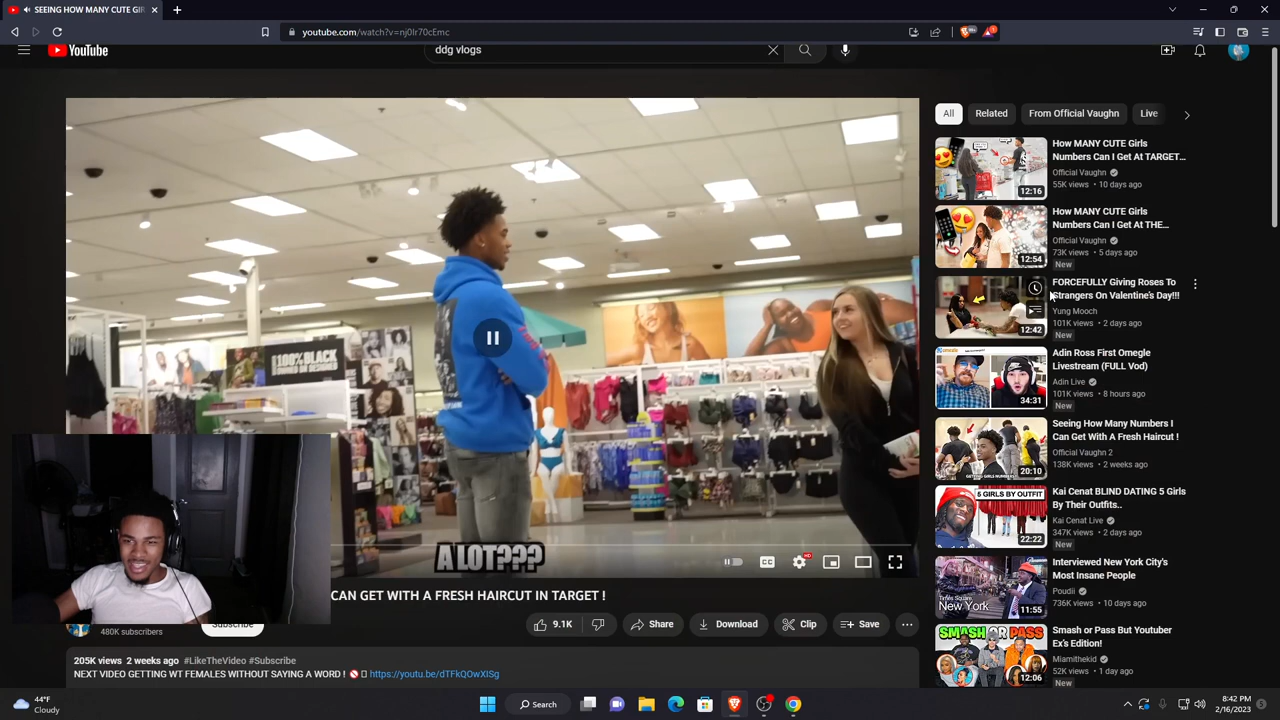 SEEING HOW MANY CUTE GIR
youtube.com/watch?v=nj0Ir70cEmc
YouTube
ddg vlogs
All
Related
From Official Vaughn
Live
100% BLACK
A LOT???
How MANY CUTE Girls
Numbers Can I Get At TARGET...
Official Vaughn
55K views • 10 days ago
12:16
How MANY CUTE Girls
Numbers Can I Get At THE...
Official Vaughn
73K views • 5 days ago
New
12:54
FORCEFULLY Giving Roses To
Strangers On Valentine's Day!!!
Yung Mooch
101K views • 2 days ago
New
12:42
Adin Ross First Omegle
Livestream (FULL Vod)
Adin Live
101K views • 8 hours ago
New
34:31
Seeing How Many Numbers I
Can Get With A Fresh Haircut !
Official Vaughn 2
138K views • 2 weeks ago
20:10
5 GIRLS BY OUTFIT
Kai Cenat BLIND DATING 5 Girls
By Their Outfits..
Kai Cenat Live
347K views • 2 days ago
New
22:22
Times Square
New York
Interviewed New York City's
Most Insane People
Poudii
736K views • 10 days ago
11:55
SMASH OR PASS
Smash or Pass But Youtuber
Ex's Edition!
Miamithekid
52K views • 1 day ago
New
12:06
CC
HD
CAN GET WITH A FRESH HAIRCUT IN TARGET !
480K subscribers
Subscribe
9.1K
Share
Download
Clip
Save
205K views 2 weeks ago #LikeTheVideo #Subscribe
NEXT VIDEO GETTING WT FEMALES WITHOUT SAYING A WORD ! 🚫 https://youtu.be/dTFkQOwXISg
44°F
Cloudy
Search
8:42 PM
2/16/2023